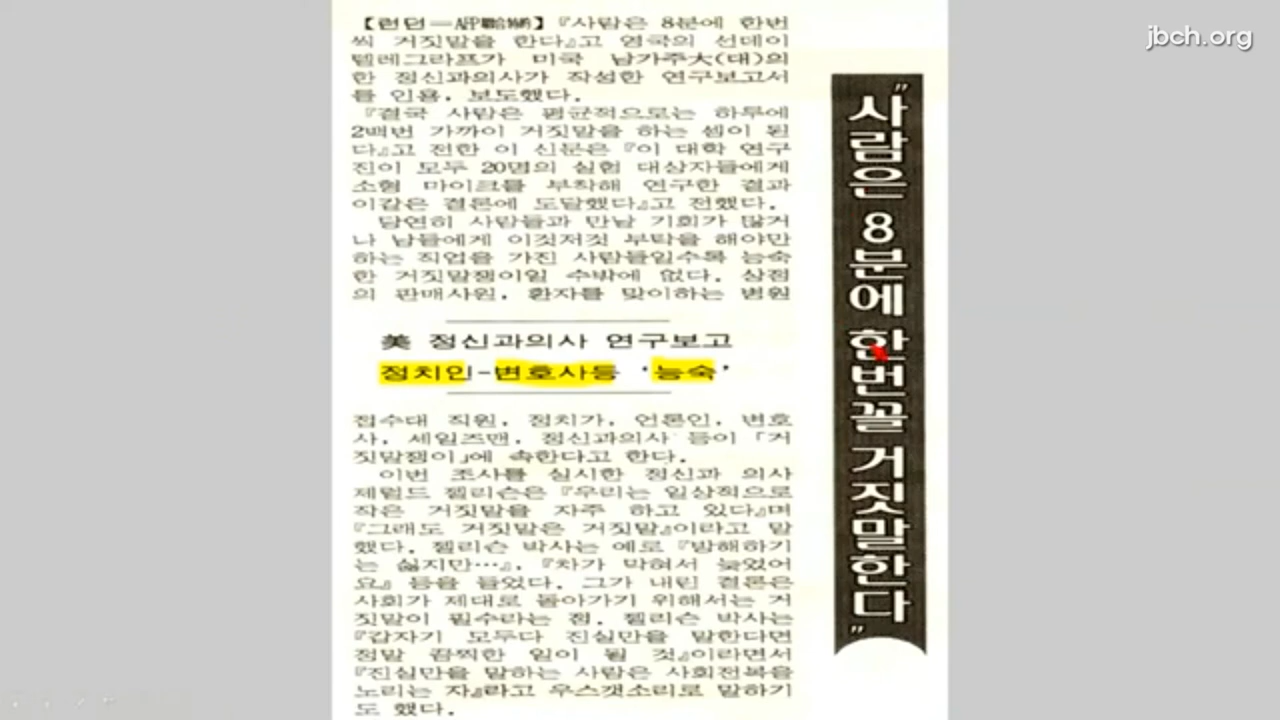 jbch.org
"사람은 8분에 한번꼴 거짓말한다"
【런던─AFP聯合特約】『사람은 8분에 한번
씩 거짓말을 한다』고 영국의 선데이
텔레그라프가 미국 남가주大(대)의
한 정신과의사가 작성한 연구보고서
를 인용, 보도했다.
『결국 사람은 평균적으로는 하루에
2백번 가까이 거짓말을 하는 셈이 된
다』고 전한 이 신문은 『이 대학 연구
진이 모두 20명의 실험 대상자들에게
소형 마이크를 부착해 연구한 결과
이같은 결론에 도달했다』고 전했다.
당연히 사람들과 만날 기회가 많거
나 남들에게 이것저것 부탁을 해야만
하는 직업을 가진 사람들일수록 능숙
한 거짓말쟁이일 수밖에 없다. 상점
의 판매사원, 환자를 맞이하는 병원
美 정신과의사 연구보고
정치인-변호사등 '능숙'
접수대 직원, 정치가, 언론인, 변호
사, 세일즈맨, 정신과의사 등이 「거
짓말쟁이」에 속한다고 한다.
이번 조사를 실시한 정신과 의사
제럴드 젤리슨은 『우리는 일상적으로
작은 거짓말을 자주 하고 있다』며
『그래도 거짓말은 거짓말』이라고 말
했다. 젤리슨 박사는 예로 『방해하기
는 싫지만…』, 『차가 막혀서 늦었어
요』 등을 들었다. 그가 내린 결론은
사회가 제대로 돌아가기 위해서는 거
짓말이 필수라는 점. 젤리슨 박사는
『갑자기 모두다 진실만을 말한다면
정말 끔찍한 일이 될 것』이라면서
『진실만을 말하는 사람은 사회전복을
노리는 자』라고 우스갯소리로 말하기
도 했다.